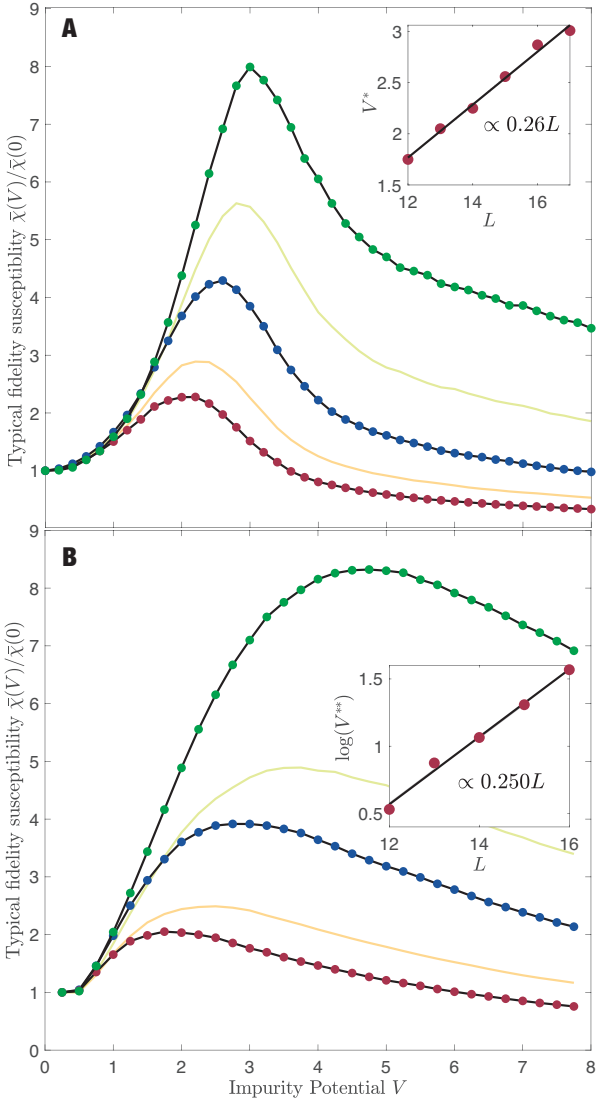 A
9
8
7
6
5
4
3
2
1
Typical fidelity susceptiblity χ̄(V)/χ̄(0)
3
2.5
2
1.5
V*
12 14 16
L
∝ 0.26L
B
9
8
7
6
5
4
3
2
1
0
Typical fidelity susceptibility χ̄(V)/χ̄(0)
1.5
1
0.5
log(V**)
12 14 16
L
∝ 0.250L
0 1 2 3 4 5 6 7 8
Impurity Potential V